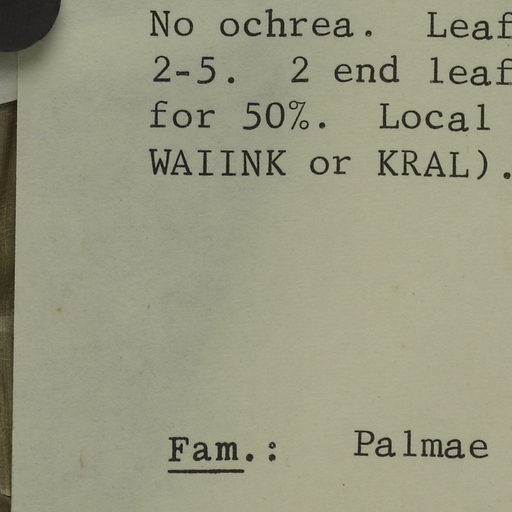 No ochrea. Leaf
2-5. 2 end leaf
for 50%. Local
WAIINK or KRAL).
Fam.: Palmae